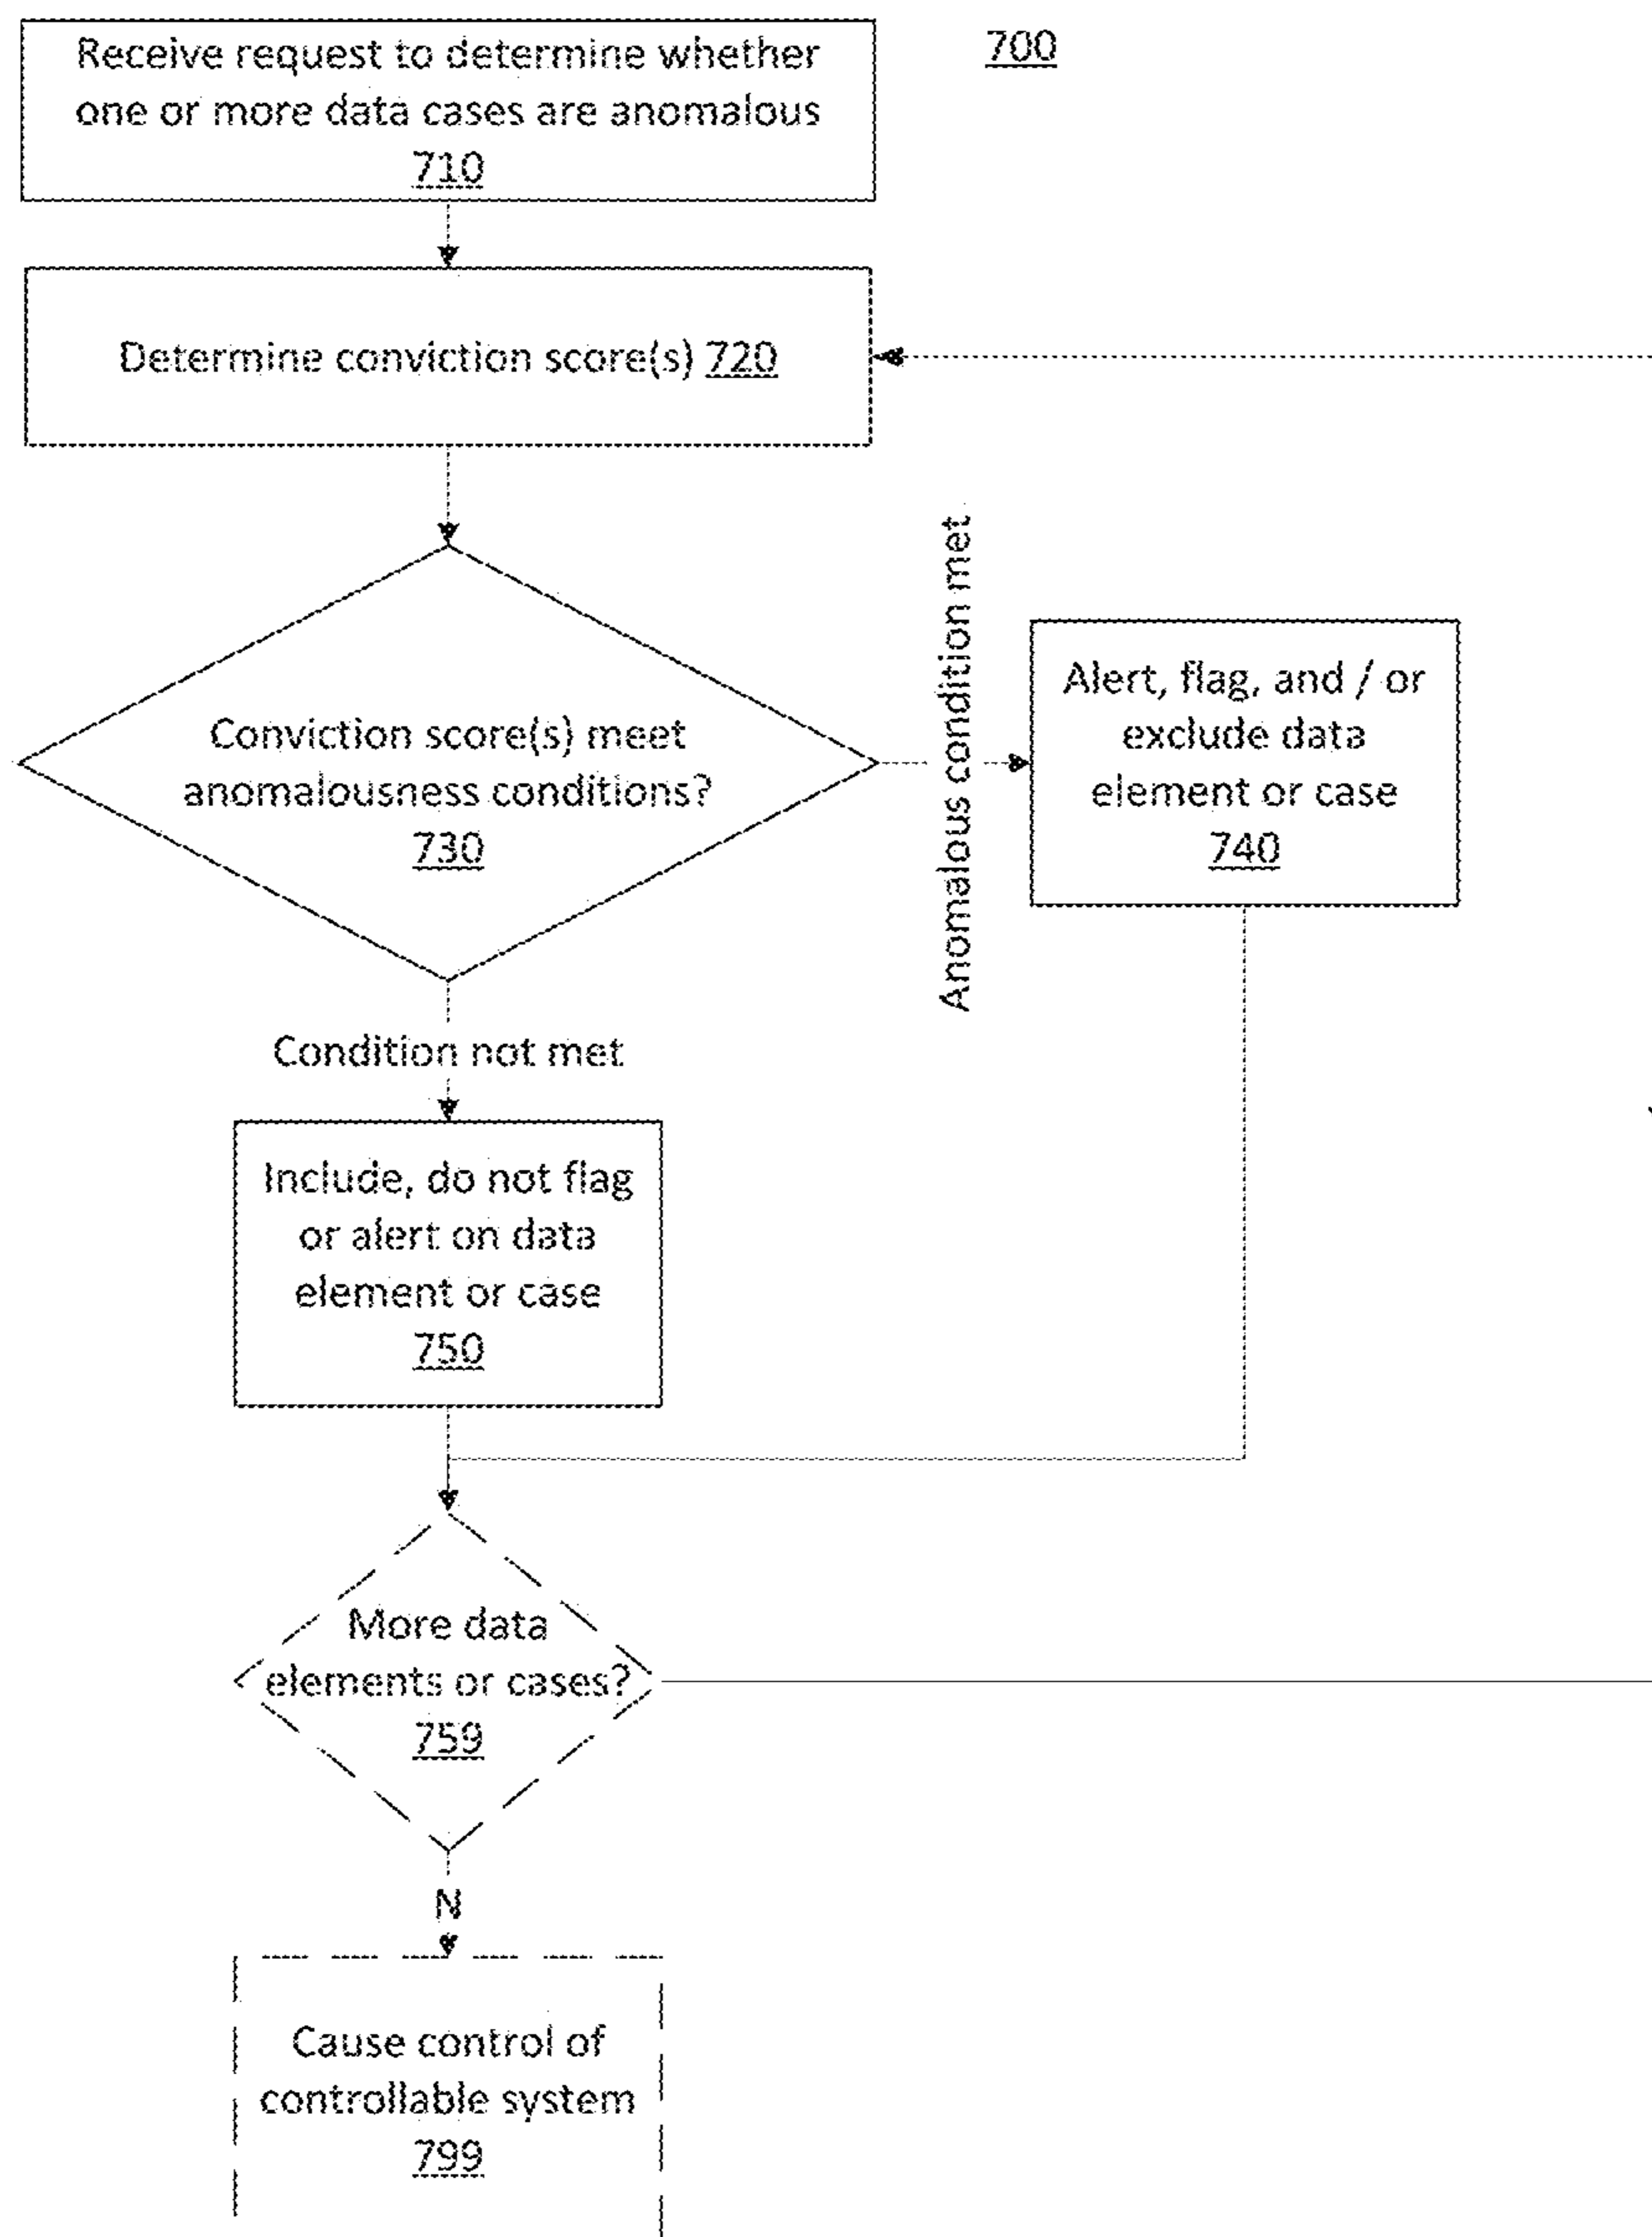 Receive request to determine whether
one or more data cases are anomalous
710
700
Determine conviction score(s) 720
Conviction score(s) meet
anomalousness conditions?
730
Anomalous condition met
Alert, flag, and / or
exclude data
element or case
740
Condition not met
Include, do not flag
or alert on data
element or case
750
More data
elements or cases?
759
N
Cause control of
controllable system
799